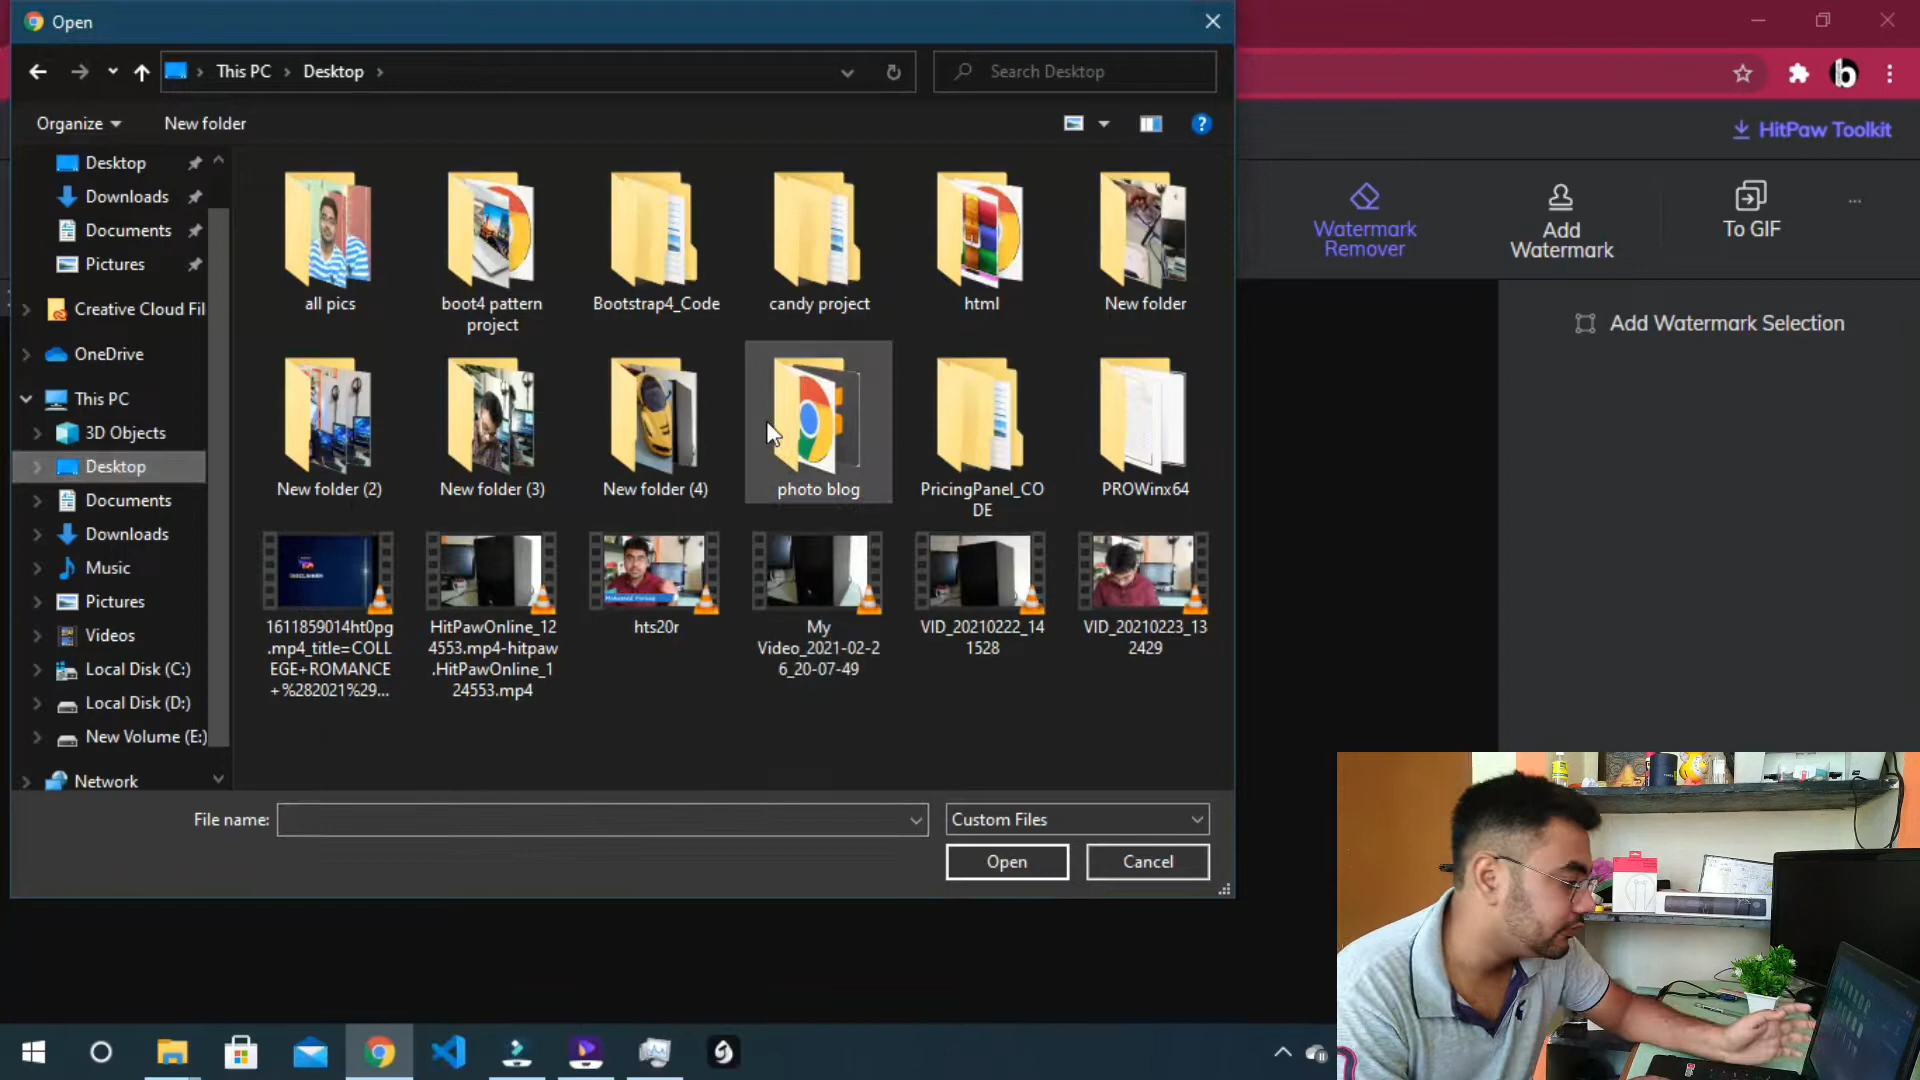 Open
This PC
Desktop
Search Desktop
Organize
New folder
HitPaw Toolkit
Desktop
Downloads
Documents
Pictures
Creative Cloud Fil
OneDrive
This PC
3D Objects
Desktop
Documents
Downloads
Music
Pictures
Videos
Local Disk (C:)
Local Disk (D:)
New Volume (E:)
Network
all pics
boot4 pattern
project
Bootstrap4_Code
candy project
html
New folder
New folder (2)
New folder (3)
New folder (4)
photo blog
PricingPanel_CO
DE
PROWinx64
1611859014ht0pg
.mp4_title=COLL
EGE+ROMANCE
+%282021%29...
HitPawOnline_12
4553.mp4-hitpaw
.HitPawOnline_1
24553.mp4
hts20r
My
Video_2021-02-2
6_20-07-49
VID_20210222_14
1528
VID_20210223_13
2429
File name:
Custom Files
Open
Cancel
Watermark
Remover
Add
Watermark
To GIF
Add Watermark Selection